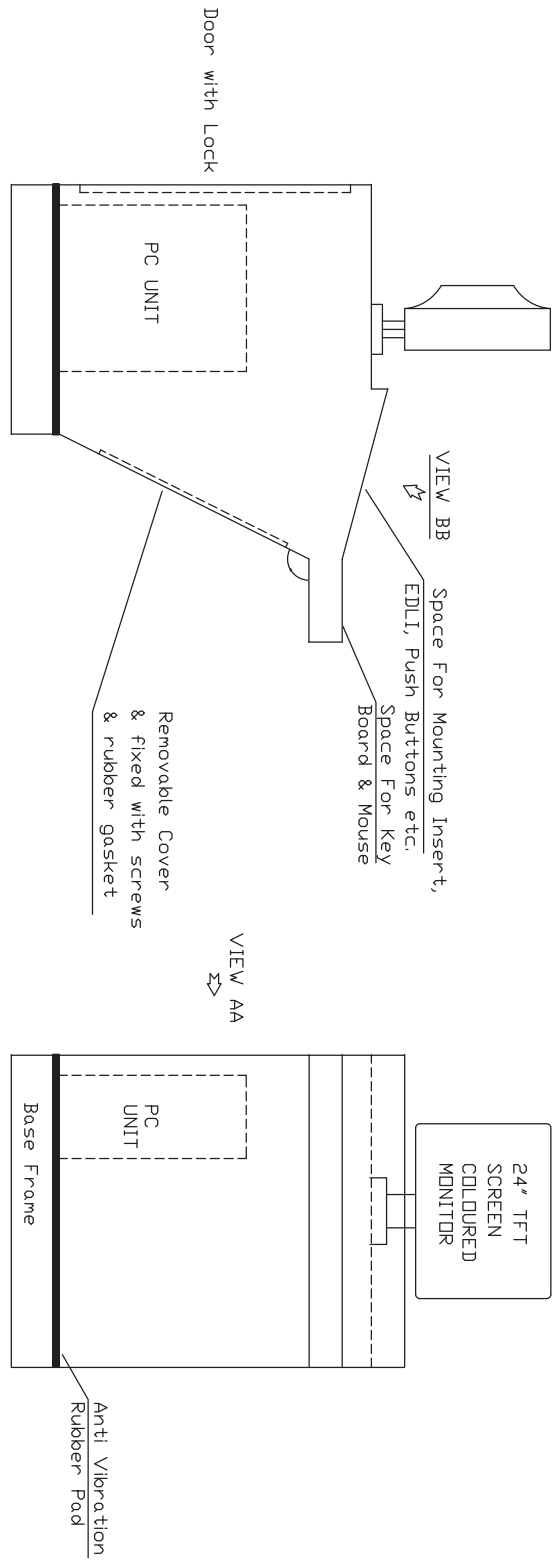 Door with Lock
PC UNIT
VIEW BB
Space For Mounting Insert,
EDLI, Push Buttons etc.
Space For Key
Board & Mouse
Removable Cover
& fixed with screws
& rubber gasket
VIEW AA
24" TFT
SCREEN
COLOURED
MONITOR
PC
UNIT
Base Frame
Anti Vibration
Rubber Pad